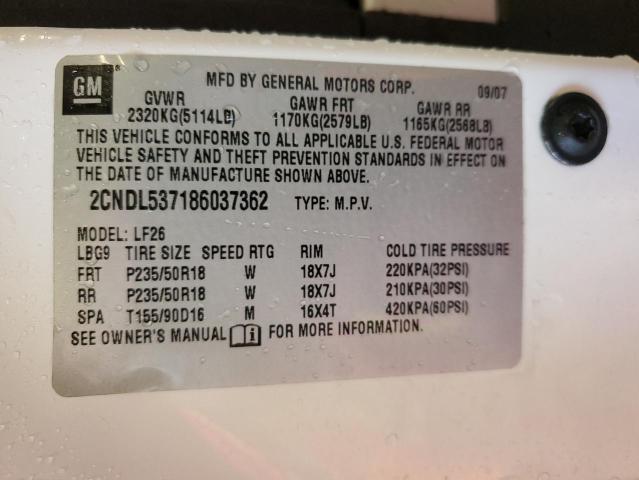 GM MFD BY GENERAL MOTORS CORP. 09/07
GVWR GAWR FRT GAWR RR
2320KG(5114LB) 1170KG(2579LB) 1165KG(2568LB)
THIS VEHICLE CONFORMS TO ALL APPLICABLE U.S. FEDERAL MOTOR
VEHICLE SAFETY AND THEFT PREVENTION STANDARDS IN EFFECT ON
THE DATE OF MANUFACTURE SHOWN ABOVE.
2CNDL537186037362 TYPE: M.P.V.
MODEL: LF26
LBG9 TIRE SIZE SPEED RTG RIM COLD TIRE PRESSURE
FRT P235/50R18 W 18X7J 220KPA(32PSI)
RR P235/50R18 W 18X7J 210KPA(30PSI)
SPA T155/90D16 M 16X4T 420KPA(60PSI)
SEE OWNER'S MANUAL i FOR MORE INFORMATION.